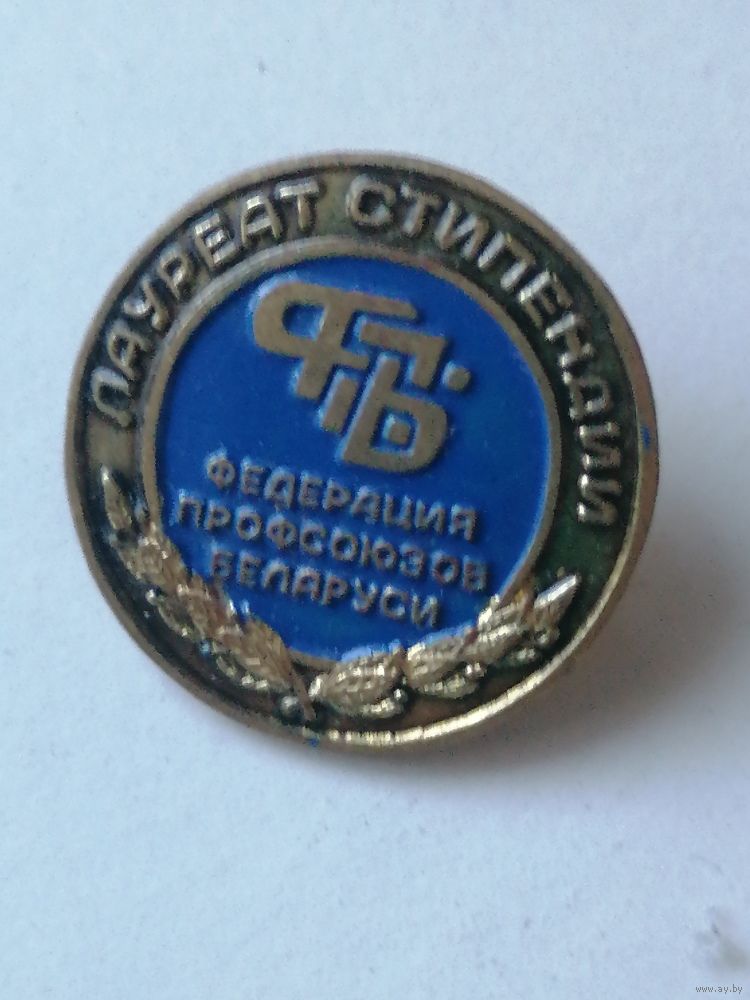 ЛАУРЕАТ СТИПЕНДИИ
ФПБ
ФЕДЕРАЦИЯ
ПРОФСОЮЗОВ
БЕЛАРУСИ
www.ay.by